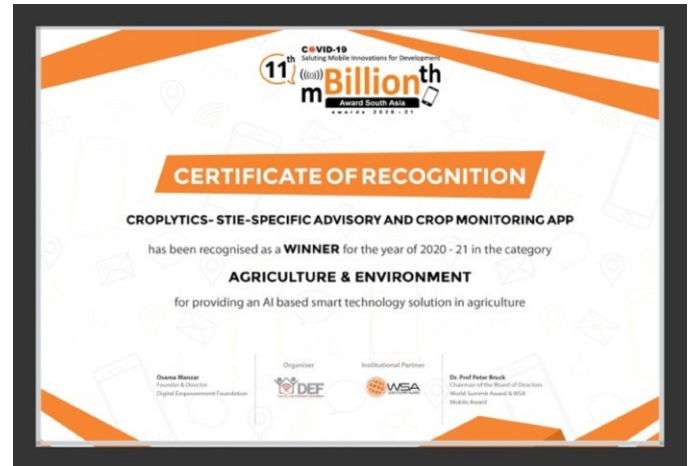 COVID-19
Saluting Mobile Innovations for Development
11th
mBillionth
Award South Asia
awards 2020-21
CERTIFICATE OF RECOGNITION
CROPLYTICS- STIE-SPECIFIC ADVISORY AND CROP MONITORING APP
has been recognised as a WINNER for the year of 2020 - 21 in the category
AGRICULTURE & ENVIRONMENT
for providing an AI based smart technology solution in agriculture
Osama Manzar
Founder & Director
Digital Empowerment Foundation
Organiser
DEF
Institutional Partner
WSA
Dr. Prof Peter Bruck
Chairman of the Board of Directors
World Summit Award & WSA
Mobile Award